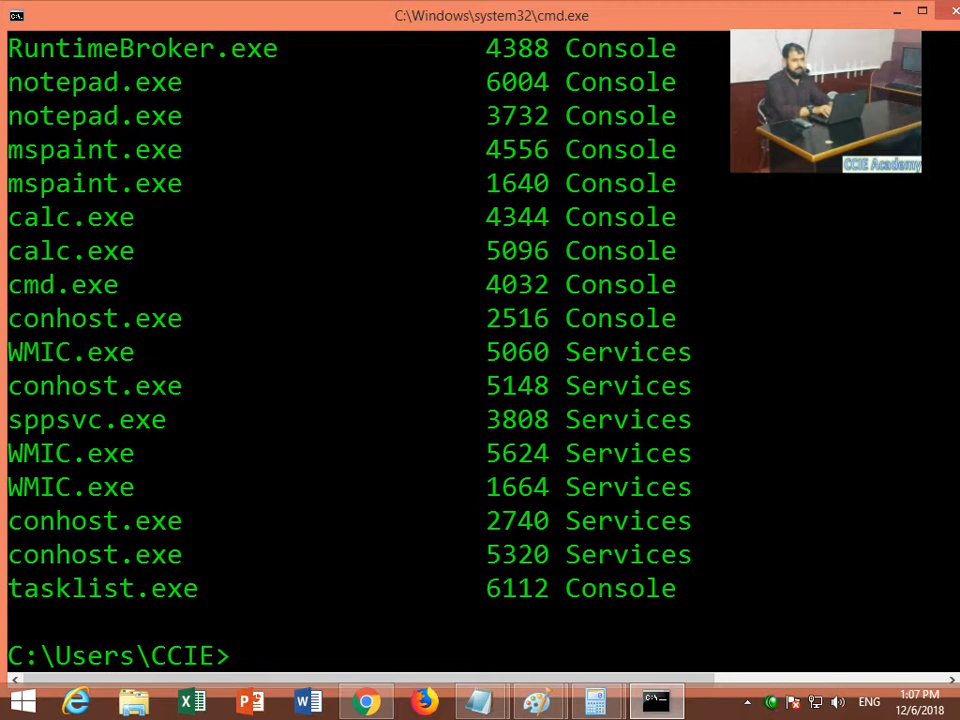 C:\Windows\system32\cmd.exe
RuntimeBroker.exe 4388 Console
notepad.exe 6004 Console
notepad.exe 3732 Console
mspaint.exe 4556 Console
mspaint.exe 1640 Console
calc.exe 4344 Console
calc.exe 5096 Console
cmd.exe 4032 Console
conhost.exe 2516 Console
WMIC.exe 5060 Services
conhost.exe 5148 Services
sppsvc.exe 3808 Services
WMIC.exe 5624 Services
WMIC.exe 1664 Services
conhost.exe 2740 Services
conhost.exe 5320 Services
tasklist.exe 6112 Console
C:\Users\CCIE>
CCIE Academy
ENG
1:07 PM
12/6/2018